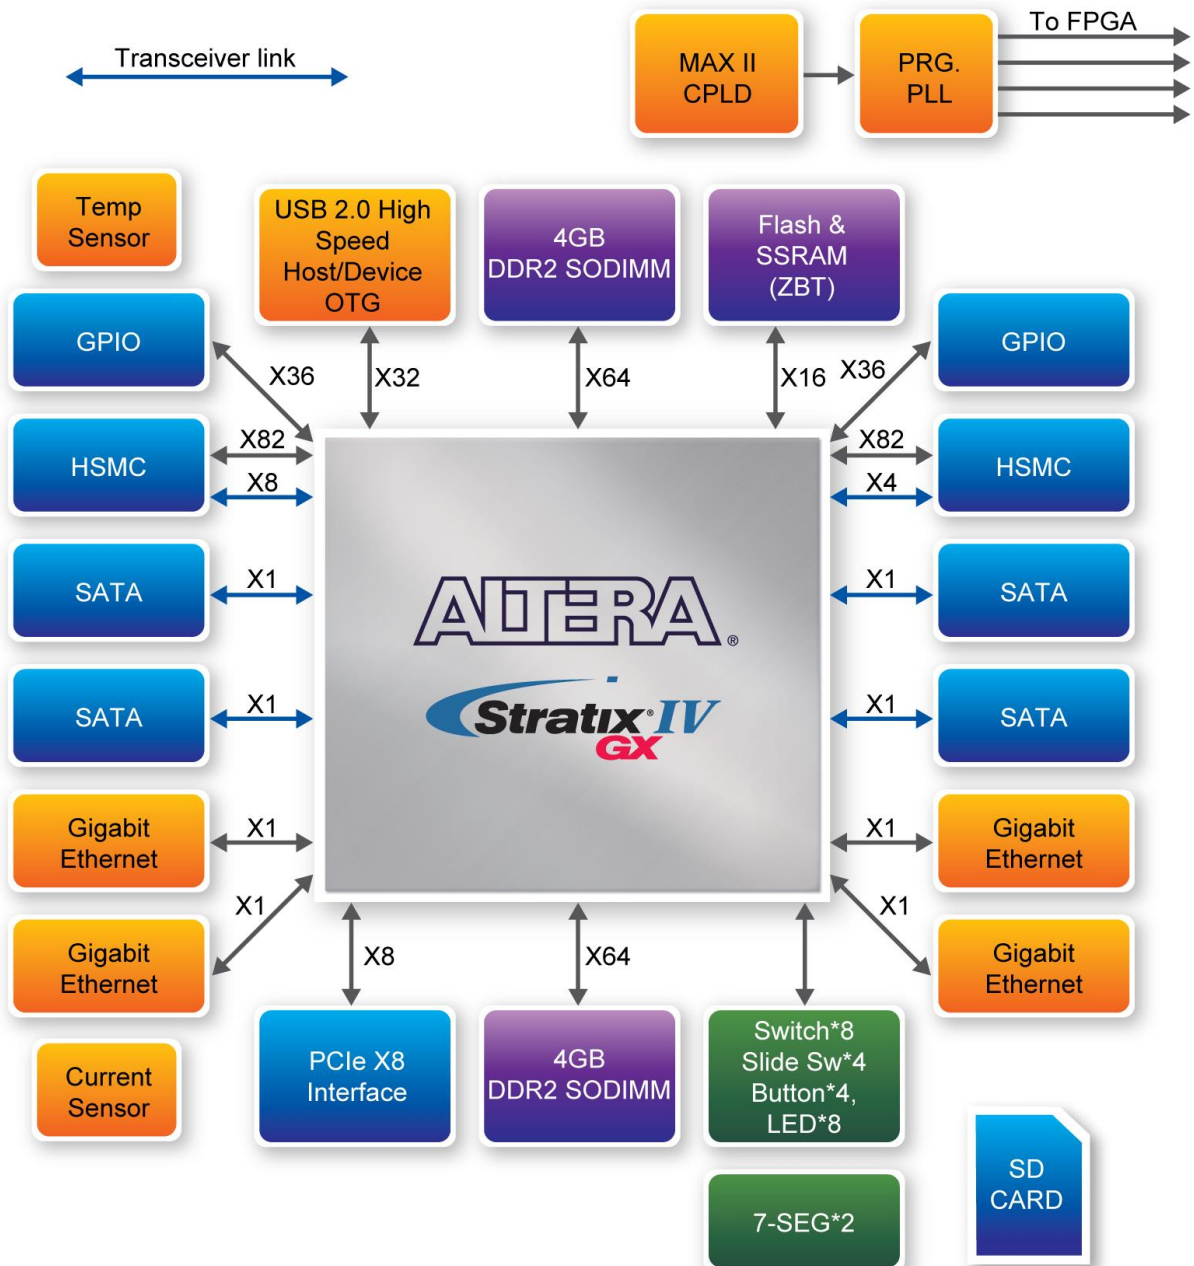 Transceiver link
To FPGA
MAX II
CPLD
PRG.
PLL
Temp
Sensor
USB 2.0 High
Speed
Host/Device
OTG
4GB
DDR2 SODIMM
Flash &
SSRAM
(ZBT)
GPIO
GPIO
X36
X32
X64
X16
X36
HSMC
X82
X8
X82
X4
HSMC
SATA
X1
X1
SATA
ALTERA®
SATA
X1
Stratix® IV
GX
X1
SATA
Gigabit
Ethernet
X1
X1
Gigabit
Ethernet
Gigabit
Ethernet
X1
X8
X64
X1
Gigabit
Ethernet
Current
Sensor
PCIe X8
Interface
4GB
DDR2 SODIMM
Switch*8
Slide Sw*4
Button*4,
LED*8
SD
CARD
7-SEG*2